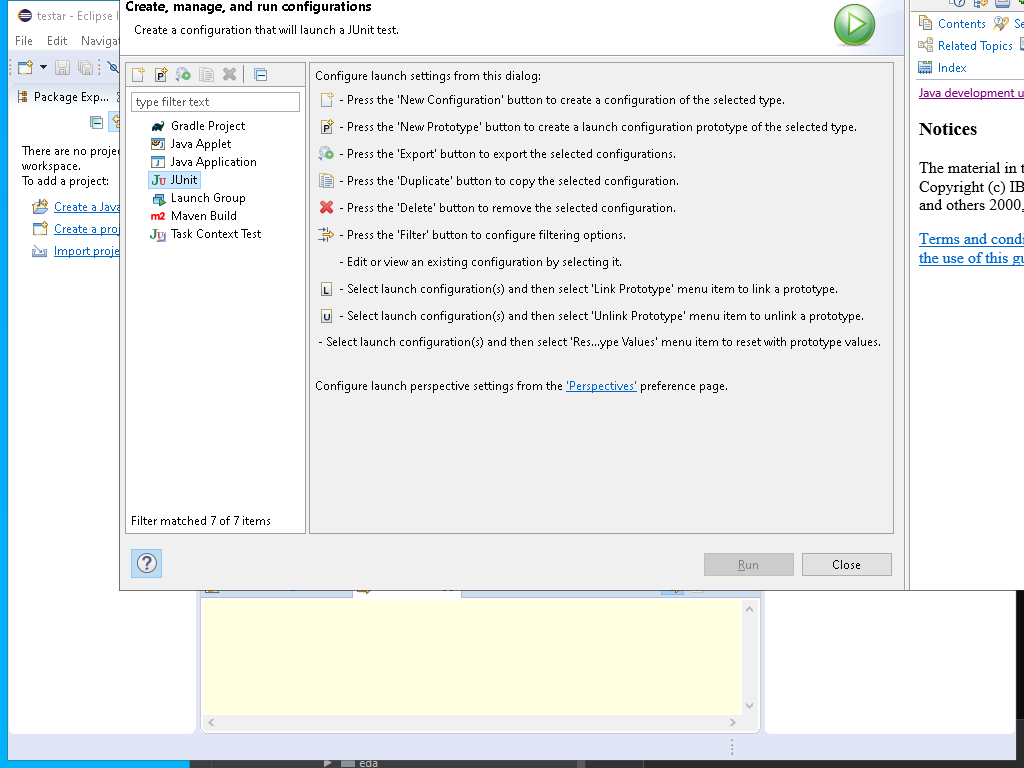 testar - Eclipse I
File Edit Navigat
Package Exp...
There are no proje
workspace.
To add a project:
Create a Java
Create a proj
Import proje
Create, manage, and run configurations
Create a configuration that will launch a JUnit test.
type filter text
Gradle Project
Java Applet
Java Application
JUnit
Launch Group
Maven Build
Task Context Test
Filter matched 7 of 7 items
Configure launch settings from this dialog:
- Press the 'New Configuration' button to create a configuration of the selected type.
- Press the 'New Prototype' button to create a launch configuration prototype of the selected type.
- Press the 'Export' button to export the selected configurations.
- Press the 'Duplicate' button to copy the selected configuration.
- Press the 'Delete' button to remove the selected configuration.
- Press the 'Filter' button to configure filtering options.
- Edit or view an existing configuration by selecting it.
- Select launch configuration(s) and then select 'Link Prototype' menu item to link a prototype.
- Select launch configuration(s) and then select 'Unlink Prototype' menu item to unlink a prototype.
- Select launch configuration(s) and then select 'Res...ype Values' menu item to reset with prototype values.
Configure launch perspective settings from the 'Perspectives' preference page.
Run Close
Contents Se
Related Topics
Index
Java development u
Notices
The material in t
Copyright (c) IB
and others 2000,
Terms and condi
the use of this gu
eda